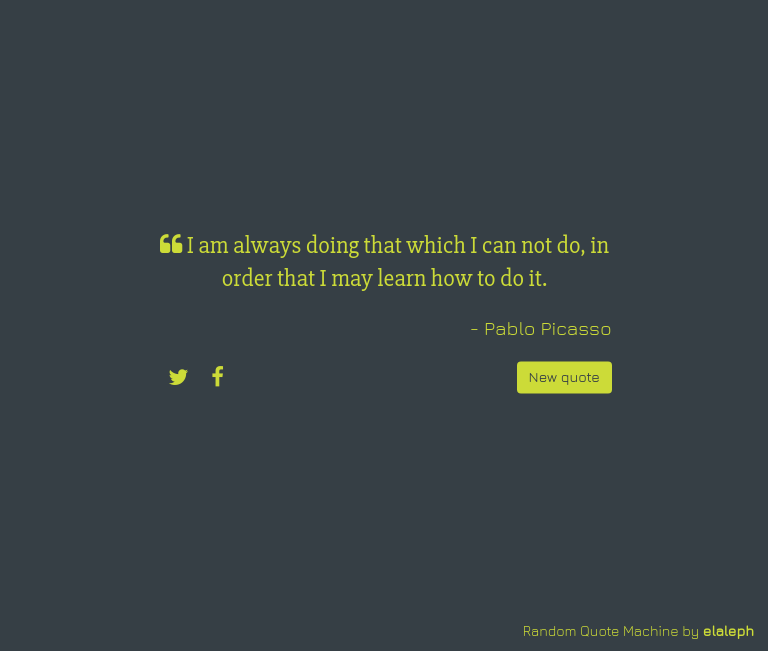 I am always doing that which I can not do, in
order that I may learn how to do it.
- Pablo Picasso
New quote
Random Quote Machine by elaleph